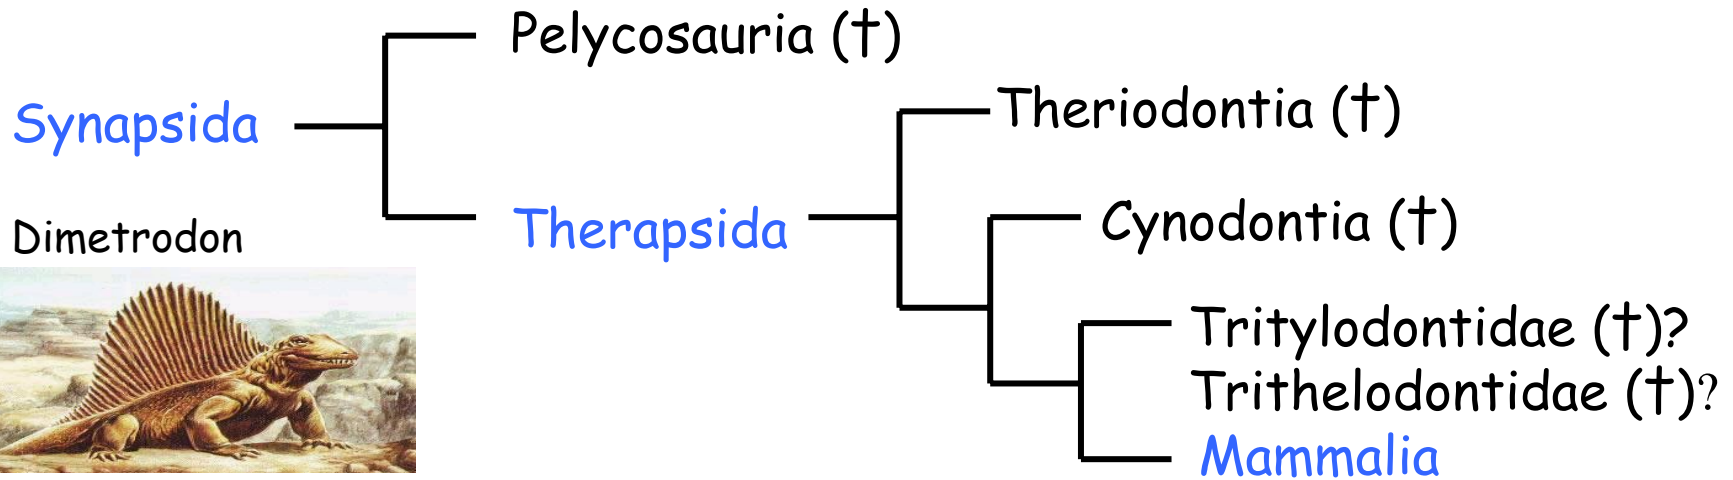 Pelycosauria (†)
Theriodontia (†)
Synapsida
Cynodontia (†)
Therapsida
Dimetrodon
Tritylodontidae (†)?
Trithelodontidae (†)?
Mammalia